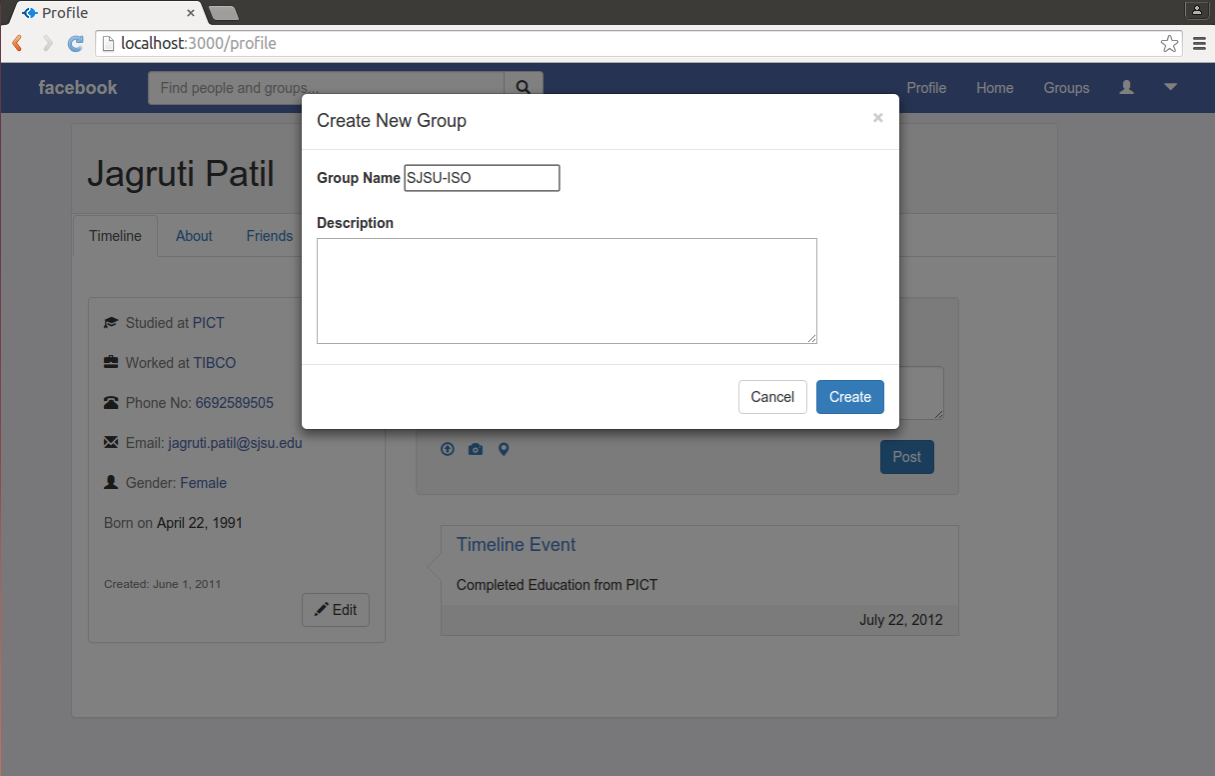 Profile
localhost:3000/profile
facebook
Find people and groups...
Profile Home Groups
Create New Group
Group Name SJSU-ISO
Description
Cancel Create
Jagruti Patil
Timeline About Friends
Studied at PICT
Worked at TIBCO
Phone No: 6692589505
Email: jagruti.patil@sjsu.edu
Gender: Female
Born on April 22, 1991
Created: June 1, 2011
Edit
Post
Timeline Event
Completed Education from PICT
July 22, 2012